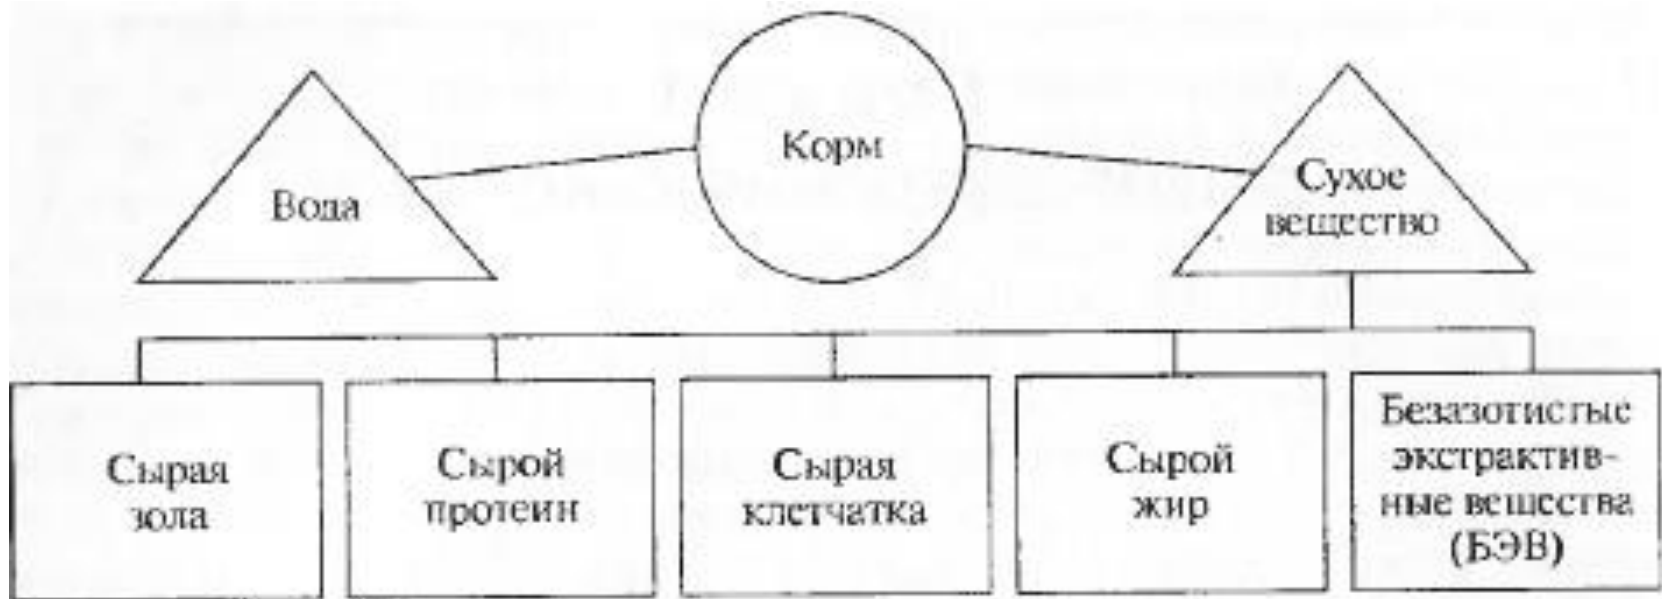 Корм
Вода
Сухое
вещество
Сырая
зола
Сырой
протеин
Сырая
клетчатка
Сырой
жир
Безазотистые
экстрактив-
ные вещества
(БЭВ)